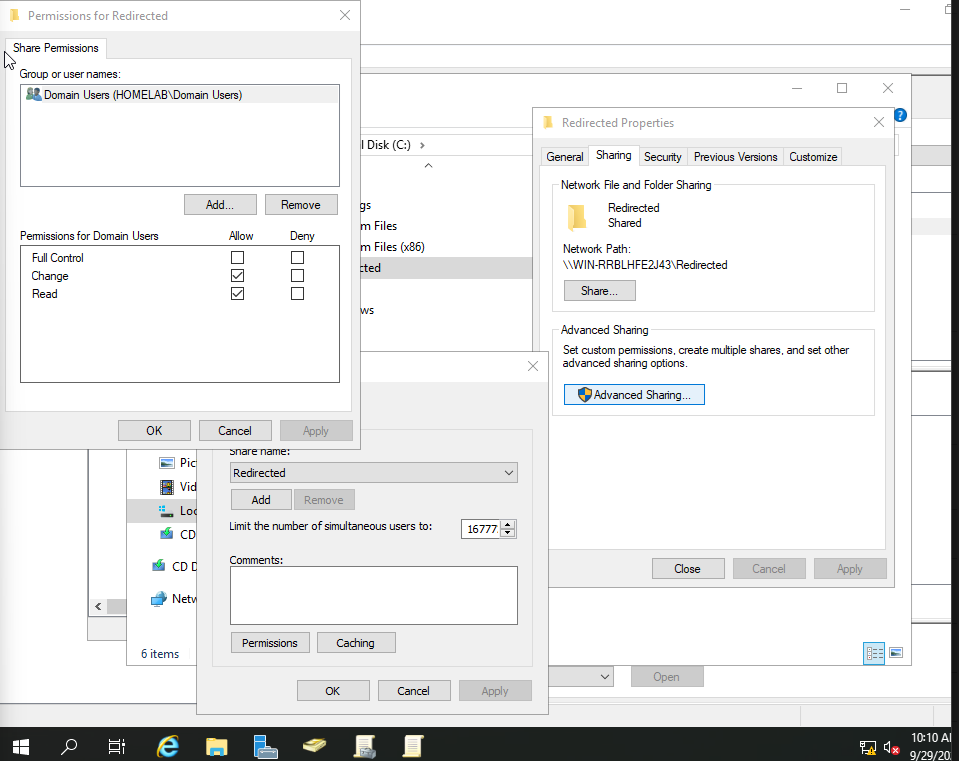 Permissions for Redirected
Share Permissions
Group or user names:
Domain Users (HOMELAB\Domain Users)
Add...
Remove
Permissions for Domain Users
Allow
Deny
Full Control
Change
Read
OK
Cancel
Apply
l Disk (C:)
gs
m Files
m Files (x86)
cted
ws
Redirected Properties
General
Sharing
Security
Previous Versions
Customize
Network File and Folder Sharing
Redirected
Shared
Network Path:
\\WIN-RRBLHFE2J43\Redirected
Share...
Advanced Sharing
Set custom permissions, create multiple shares, and set other
advanced sharing options.
Advanced Sharing...
Close
Cancel
Apply
Share name:
Redirected
Add
Remove
Limit the number of simultaneous users to:
16777
Comments:
Permissions
Caching
OK
Cancel
Apply
Pic
Vid
Loc
CD
CD D
Netw
6 items
Open
10:10 A
9/29/20